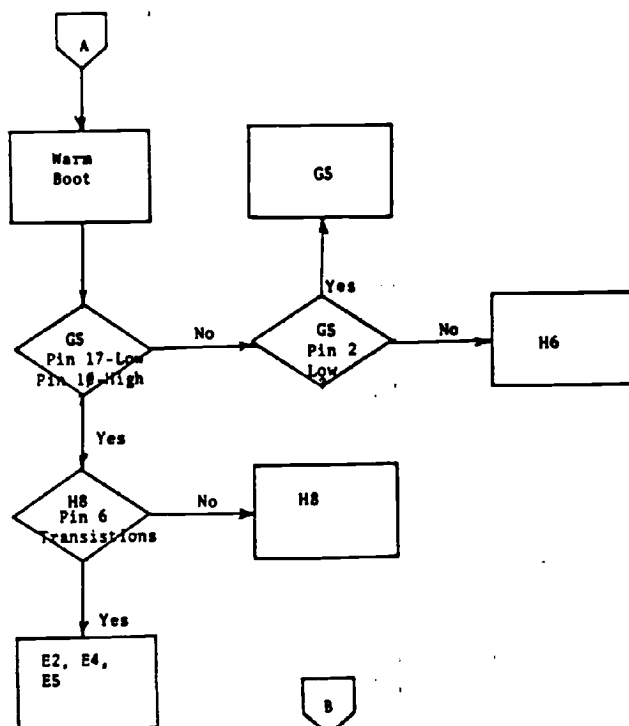 A
Warm
Boot
G5
Yes
G5
Pin 17-Low
Pin 10-High
?
No
G5
Pin 2
Low
?
No
H6
Yes
H8
Pin 6
Transistions
No
H8
Yes
E2, E4,
E5
B